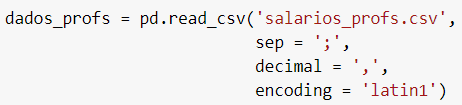 dados_profs = pd.read_csv('salarios_profs.csv',
sep = ';',
decimal = ',',
encoding = 'latin1')